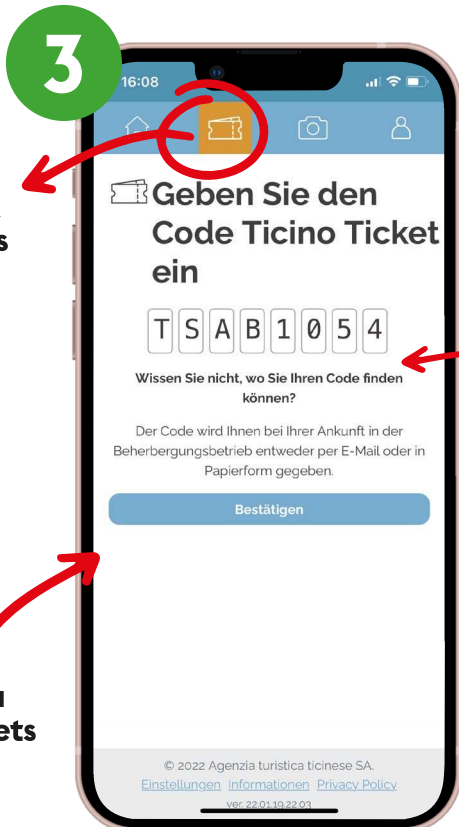 3
16:08
Geben Sie den
Code Ticino Ticket
ein
T S A B 1 0 5 4
Wissen Sie nicht, wo Sie Ihren Code finden
können?
Der Code wird Ihnen bei Ihrer Ankunft in der
Beherbergungsbetrieb entweder per E-Mail oder in
Papierform gegeben.
Bestätigen
© 2022 Agenzia turistica ticinese SA.
Einstellungen Informationen Privacy Policy
ver. 22.01.19.22.03